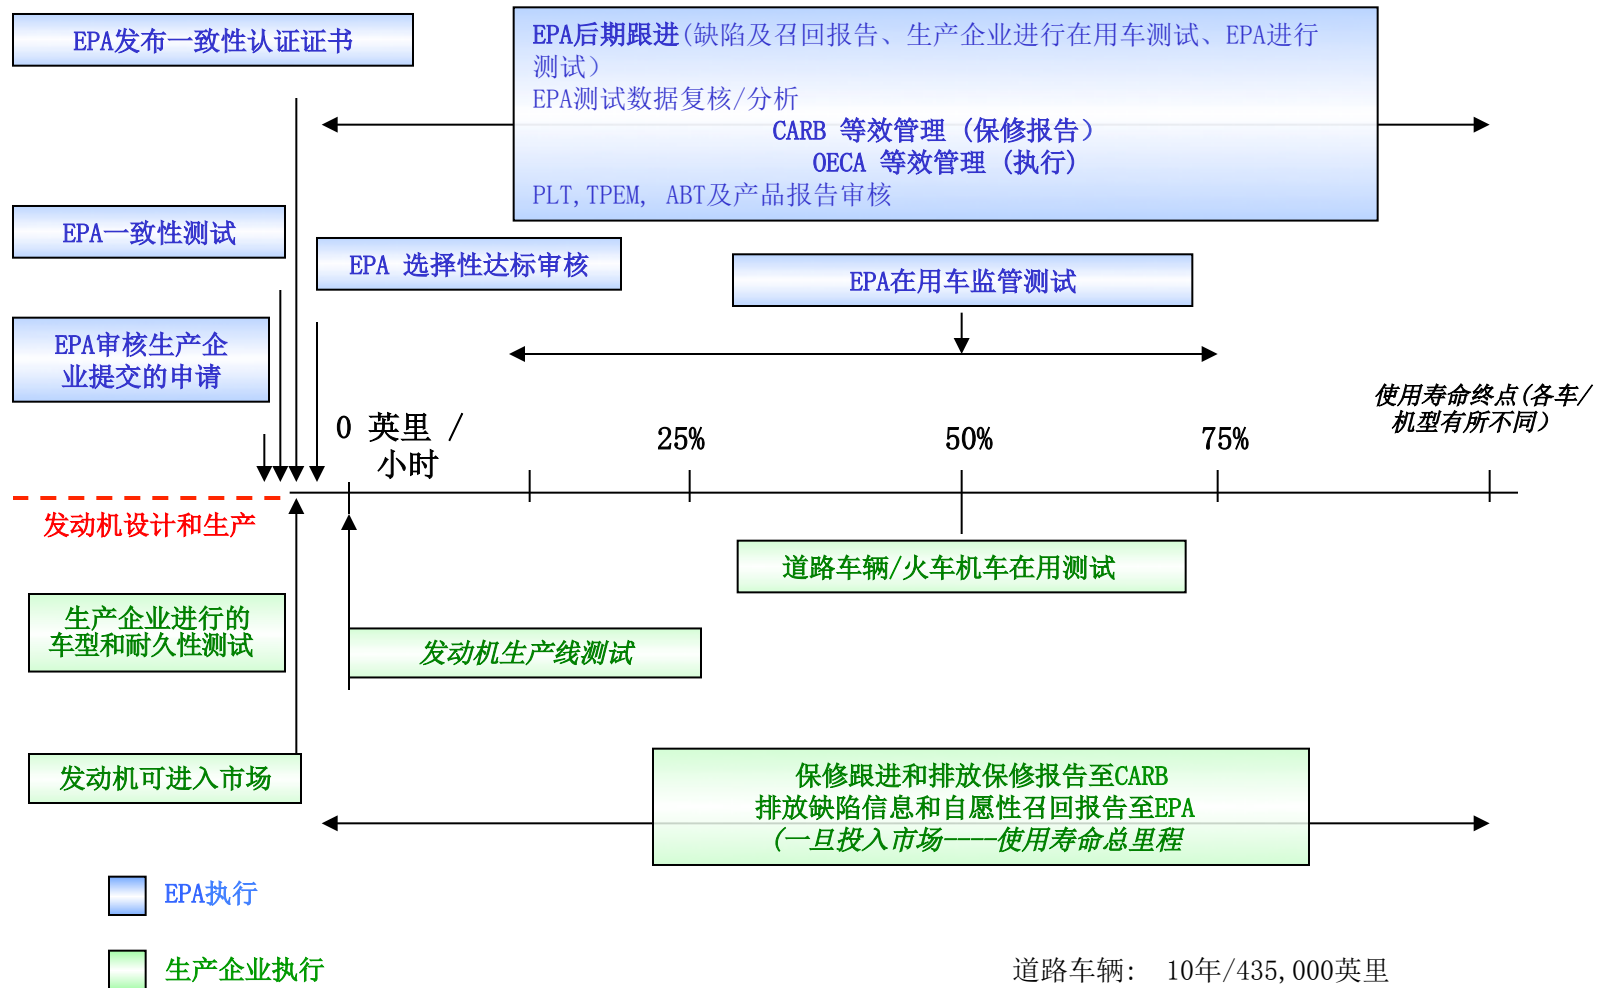 EPA发布一致性认证证书
EPA后期跟进(缺陷及召回报告、生产企业进行在用车测试、EPA进行
测试）
EPA测试数据复核/分析
CARB 等效管理 (保修报告）
OECA 等效管理 (执行)
PLT,TPEM, ABT及产品报告审核
EPA一致性测试
EPA 选择性达标审核
EPA在用车监管测试
EPA审核生产企
业提交的申请
使用寿命终点(各车/
机型有所不同）
0 英里 /
小时
25%
50%
75%
发动机设计和生产
道路车辆/火车机车在用测试
生产企业进行的
车型和耐久性测试
发动机生产线测试
发动机可进入市场
保修跟进和排放保修报告至CARB
排放缺陷信息和自愿性召回报告至EPA
(一旦投入市场----使用寿命总里程
EPA执行
生产企业执行
道路车辆: 10年/435,000英里